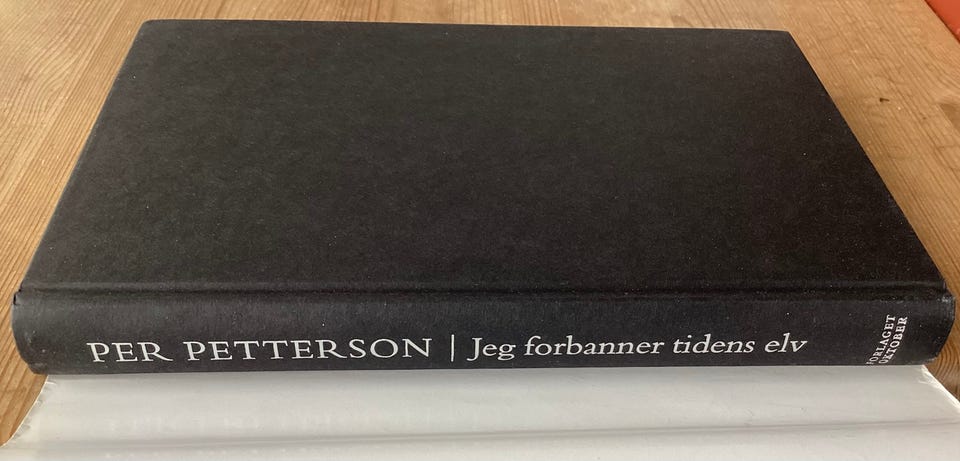 PER PETTERSON | Jeg forbanner tidens elv
FORLAGET
OKTOBER